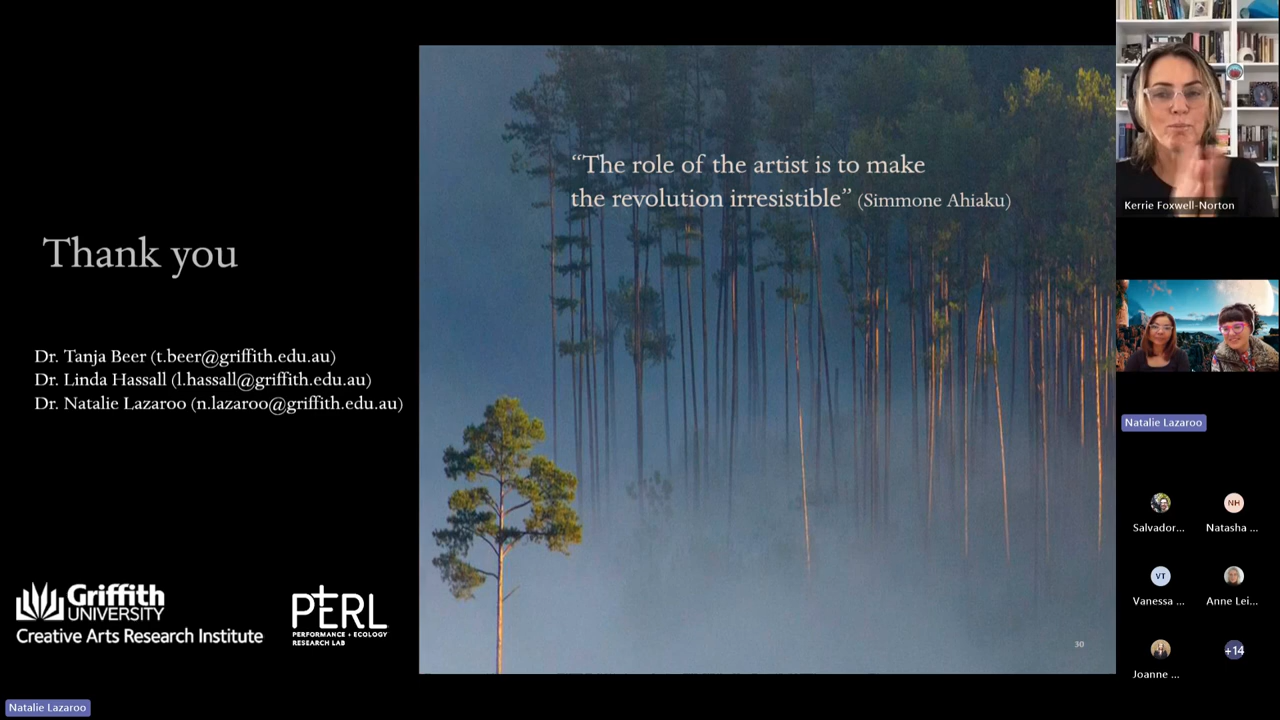 “The role of the artist is to make
the revolution irresistible” (Simmone Ahiaku)
Thank you
Dr. Tanja Beer (t.beer@griffith.edu.au)
Dr. Linda Hassall (l.hassall@griffith.edu.au)
Dr. Natalie Lazaroo (n.lazaroo@griffith.edu.au)
Griffith
UNIVERSITY
Creative Arts Research Institute
PERL
PERFORMANCE + ECOLOGY
RESEARCH LAB
30
Natalie Lazaroo
Kerrie Foxwell-Norton
Natalie Lazaroo
Salvador...
NH
Natasha ...
VT
Vanessa ...
Anne Lei...
Joanne ...
+14